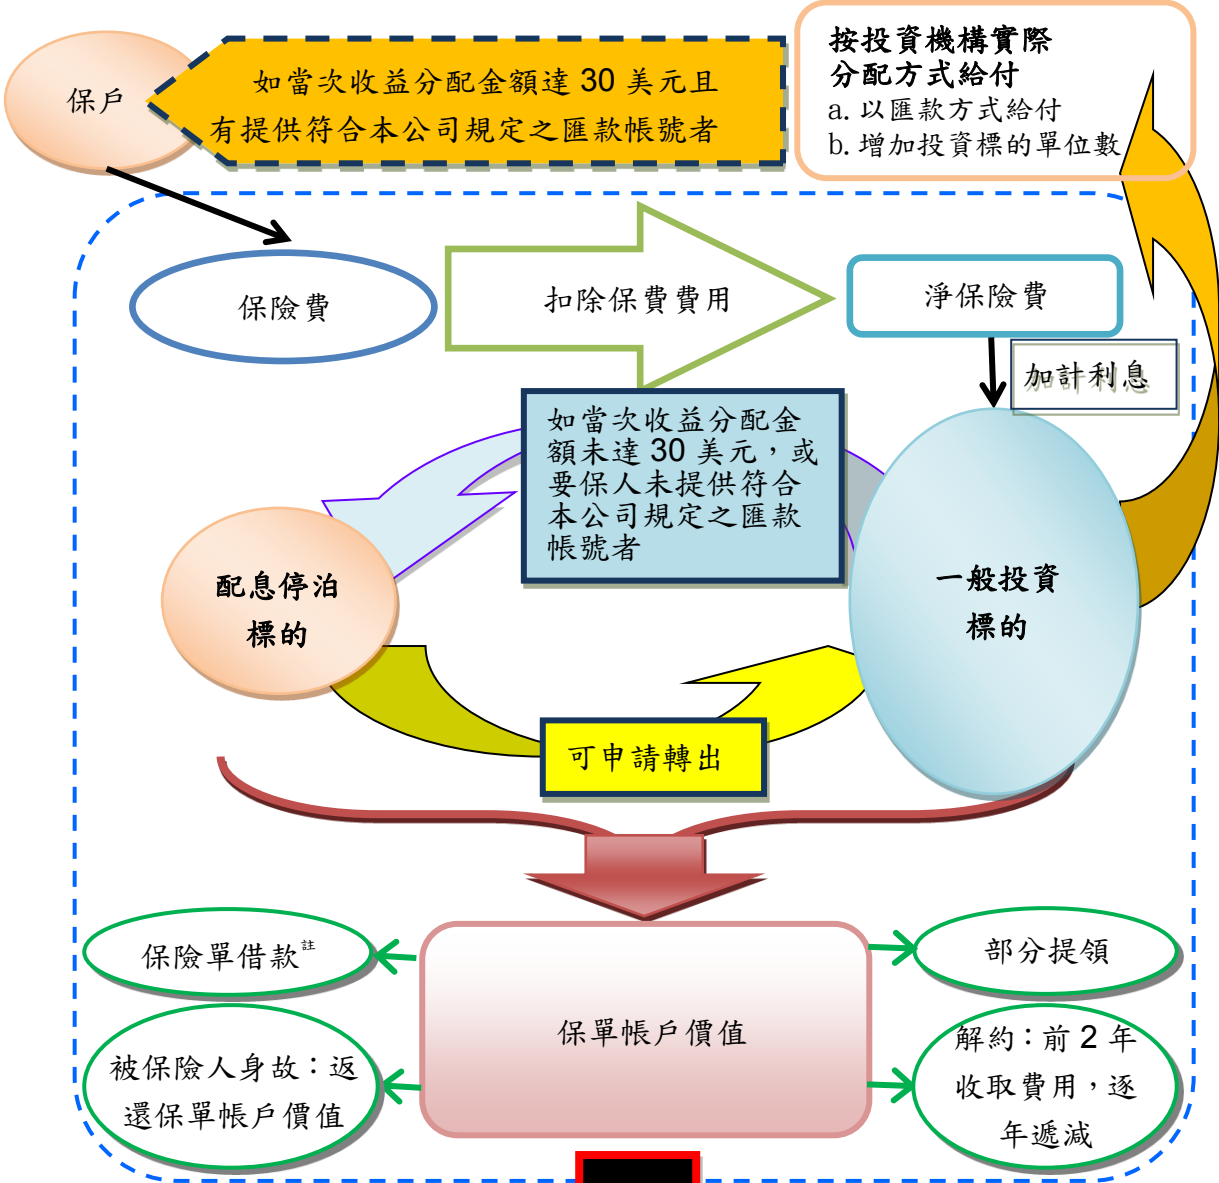 保戶
如當次收益分配金額達 30 美元且
有提供符合本公司規定之匯款帳號者
按投資機構實際
分配方式給付
a. 以匯款方式給付
b. 增加投資標的單位數
保險費
扣除保費費用
淨保險費
加計利息
如當次收益分配金
額未達 30 美元，或
要保人未提供符合
本公司規定之匯款
帳號者
配息停泊
標的
一般投資
標的
可申請轉出
保險單借款註
部分提領
保單帳戶價值
被保險人身故：返
還保單帳戶價值
解約：前 2 年
收取費用，逐
年遞減